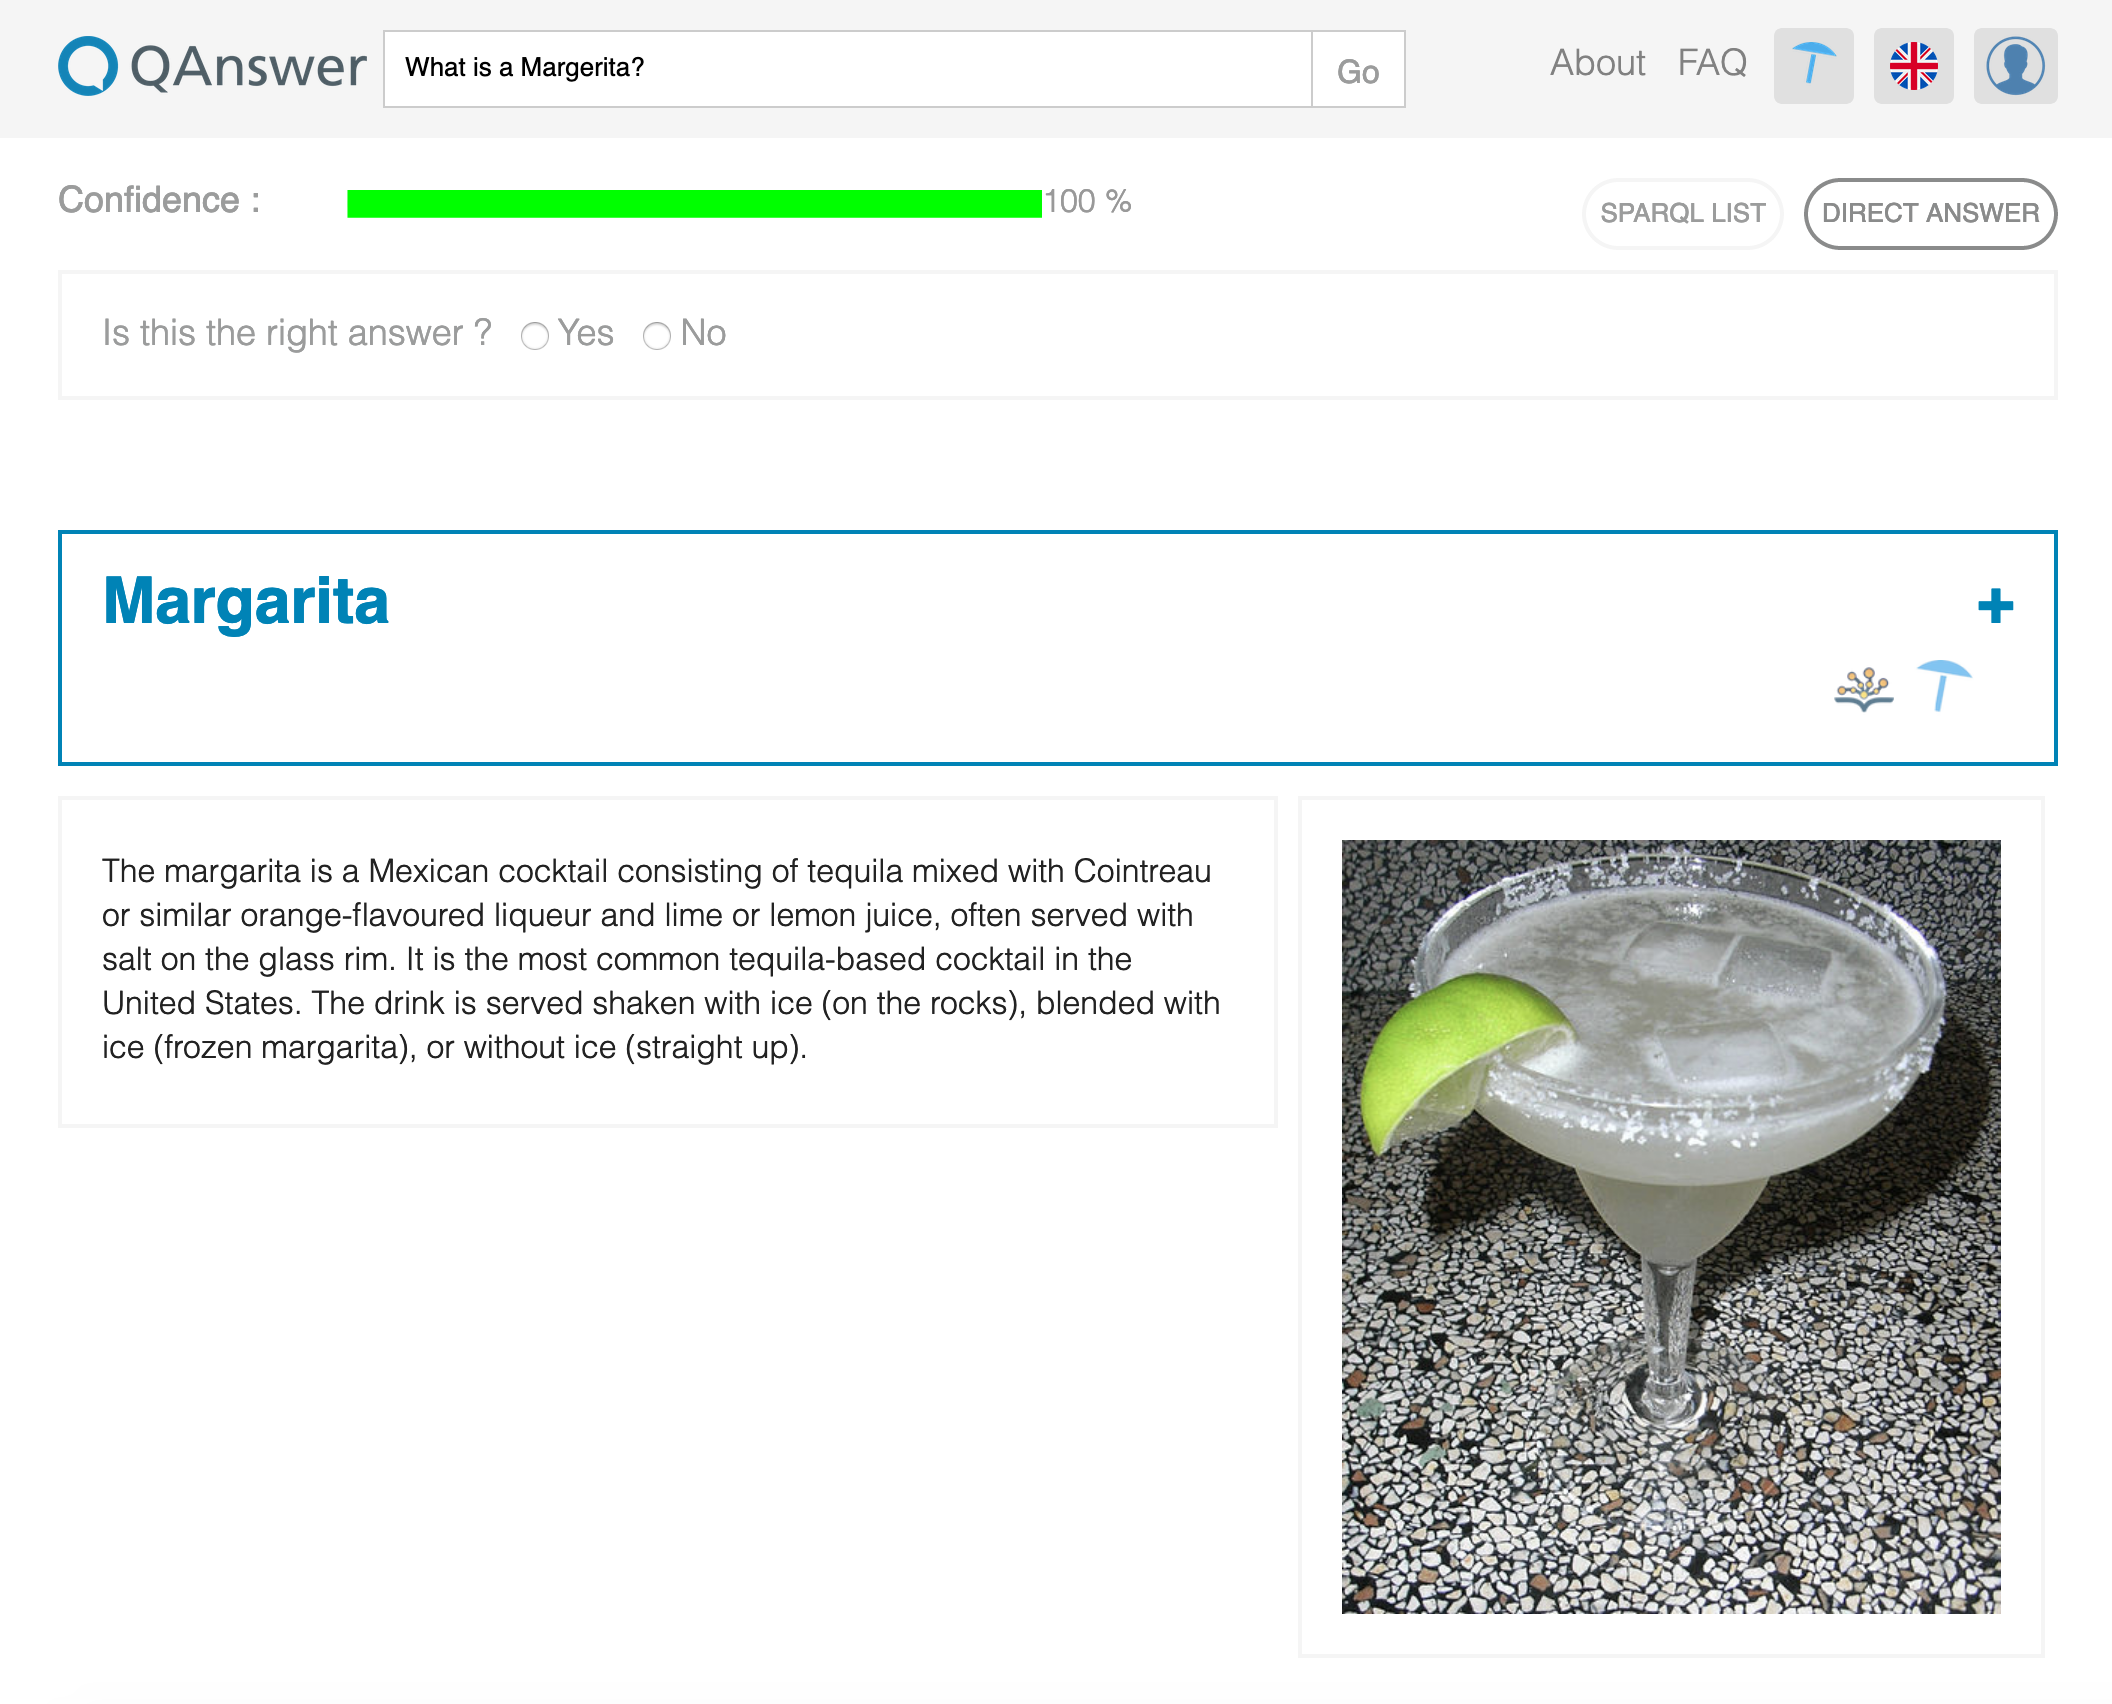 QAnswer
What is a Margerita?
Go
About
FAQ
Confidence :
100 %
SPARQL LIST
DIRECT ANSWER
Is this the right answer ?
Yes
No
Margarita
+
The margarita is a Mexican cocktail consisting of tequila mixed with Cointreau
or similar orange-flavoured liqueur and lime or lemon juice, often served with
salt on the glass rim. It is the most common tequila-based cocktail in the
United States. The drink is served shaken with ice (on the rocks), blended with
ice (frozen margarita), or without ice (straight up).